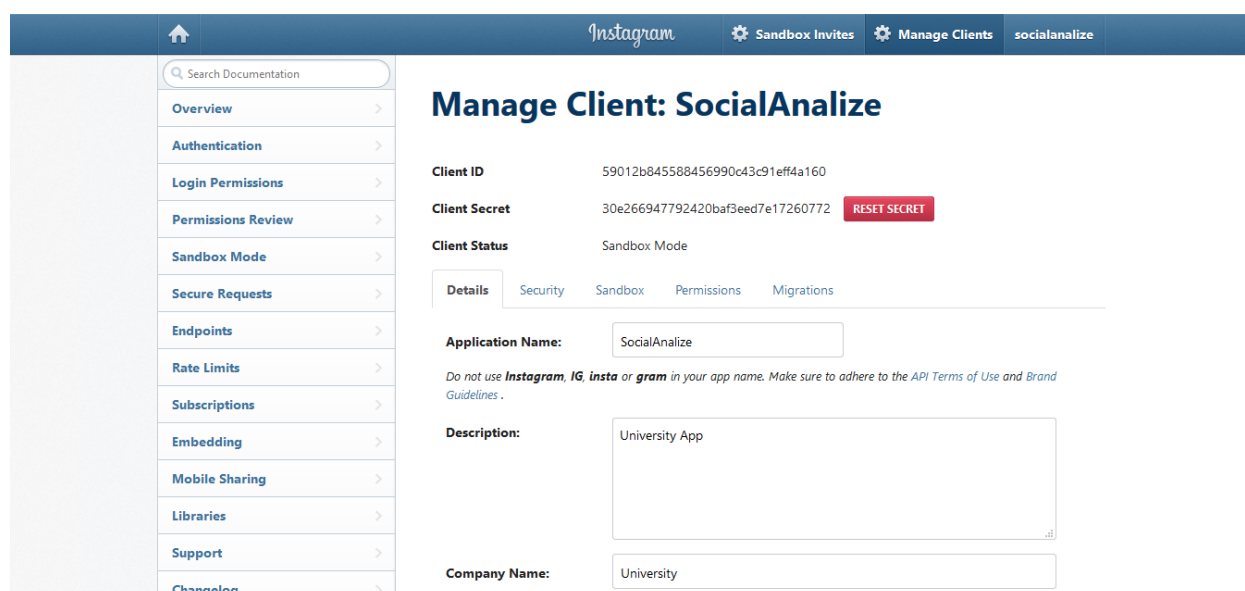 Instagram
Sandbox Invites
Manage Clients
socialanalize
Search Documentation
Overview
Authentication
Login Permissions
Permissions Review
Sandbox Mode
Secure Requests
Endpoints
Rate Limits
Subscriptions
Embedding
Mobile Sharing
Libraries
Support
Changelog
Manage Client: SocialAnalize
Client ID 59012b845588456990c43c91eff4a160
Client Secret 30e266947792420baf3eed7e17260772 RESET SECRET
Client Status Sandbox Mode
Details Security Sandbox Permissions Migrations
Application Name: SocialAnalize
Do not use Instagram, IG, insta or gram in your app name. Make sure to adhere to the API Terms of Use and Brand
Guidelines .
Description: University App
Company Name: University